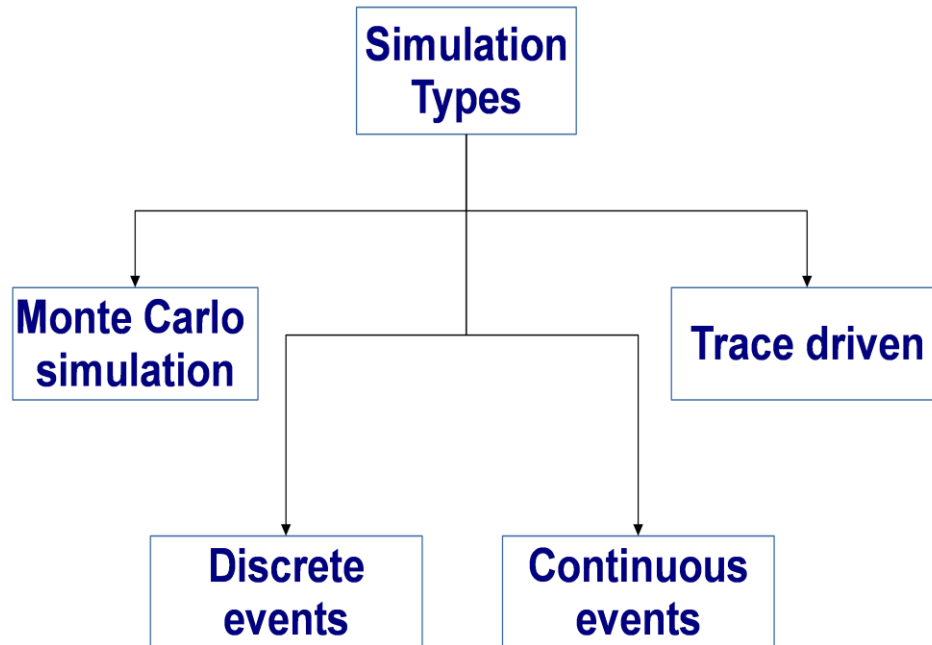 Simulation
Types
Monte Carlo
simulation
Trace driven
Discrete
events
Continuous
events